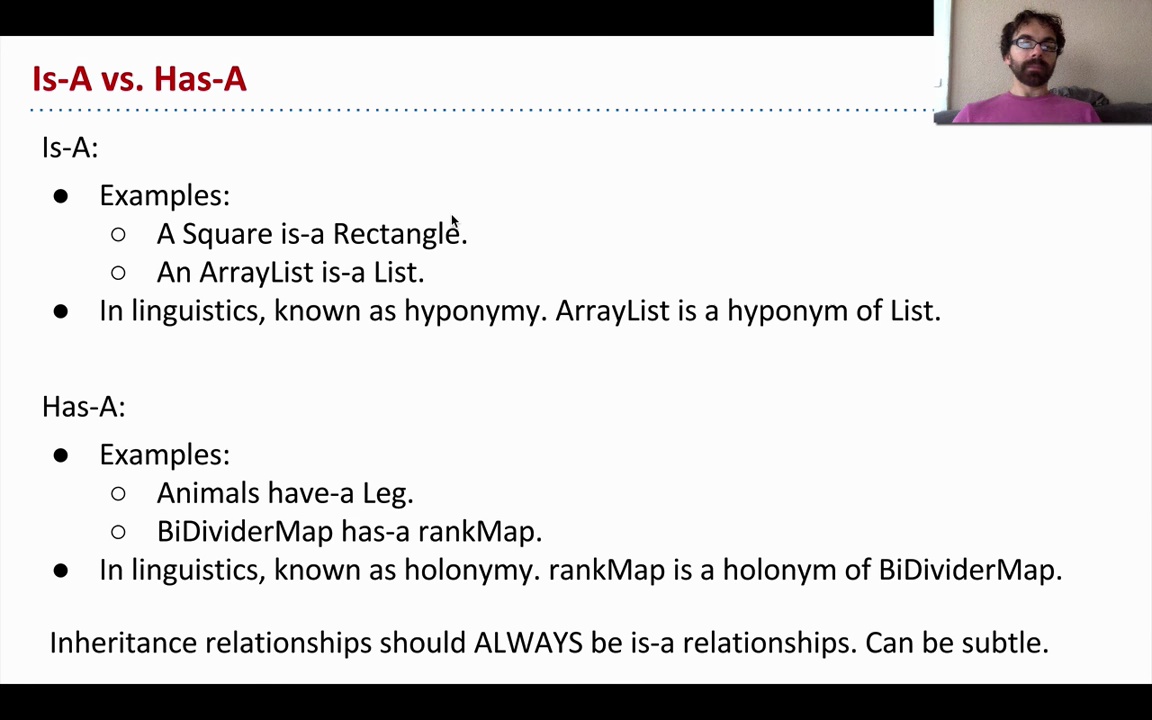 Is-A vs. Has-A
Is-A:
● Examples:
○ A Square is-a Rectangle.
○ An ArrayList is-a List.
● In linguistics, known as hyponymy. ArrayList is a hyponym of List.
Has-A:
● Examples:
○ Animals have-a Leg.
○ BiDividerMap has-a rankMap.
● In linguistics, known as holonymy. rankMap is a holonym of BiDividerMap.
Inheritance relationships should ALWAYS be is-a relationships. Can be subtle.